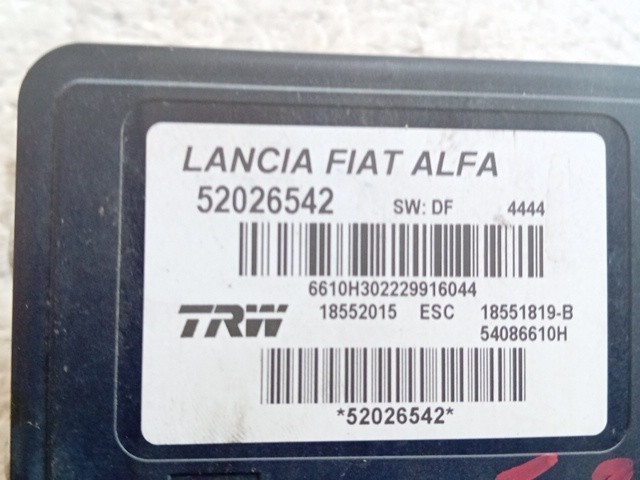 LANCIA FIAT ALFA
52026542 SW: DF 4444
6610H302229916044
TRW 18552015 ESC 18551819-B
54086610H
*52026542*